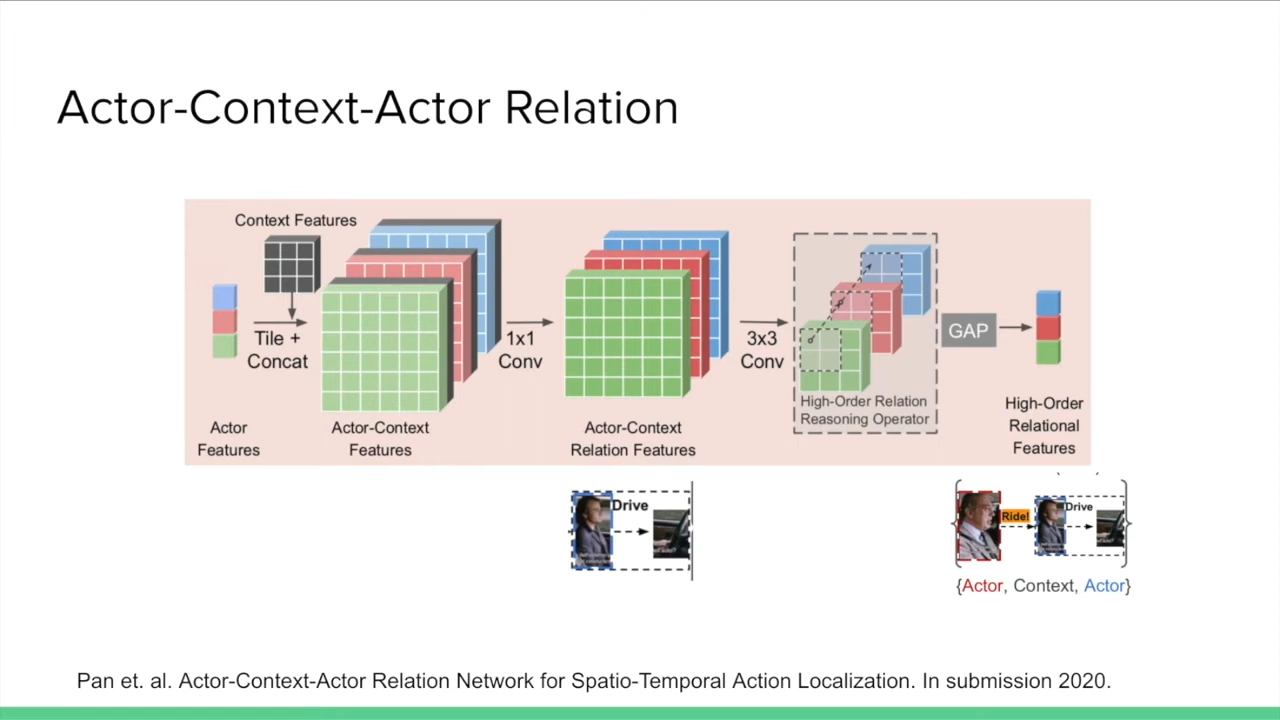 Actor-Context-Actor Relation
Context Features
Tile +
Concat
1x1
Conv
3x3
Conv
High-Order Relation
Reasoning Operator
GAP
Actor
Features
Actor-Context
Features
Actor-Context
Relation Features
High-Order
Relational
Features
Drive
Ride!
Drive
{Actor, Context, Actor}
Pan et. al. Actor-Context-Actor Relation Network for Spatio-Temporal Action Localization. In submission 2020.